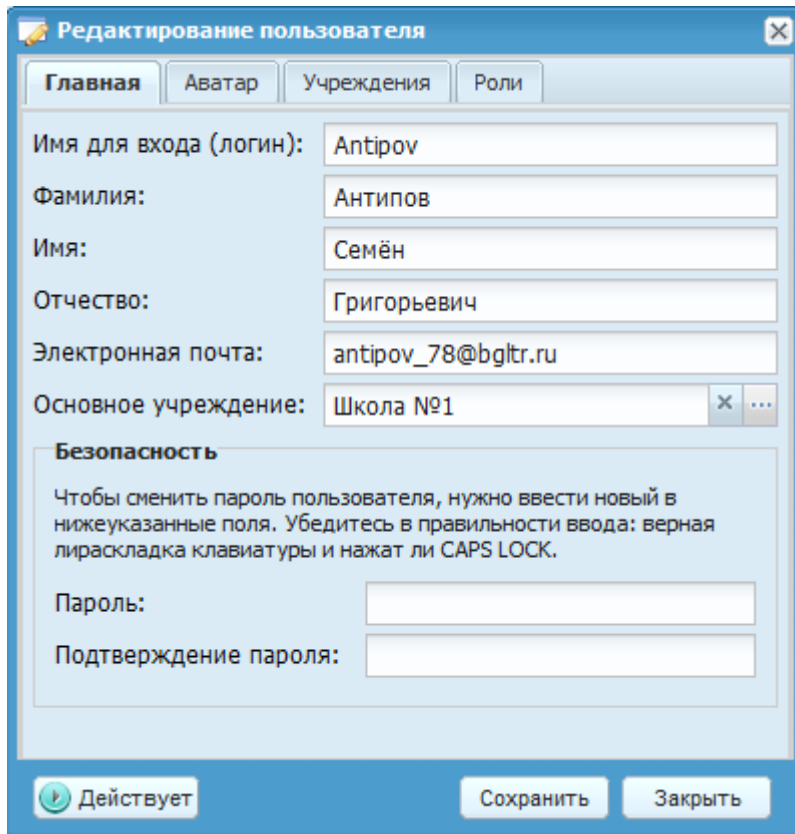 Редактирование пользователя
Главная Аватар Учреждения Роли
Имя для входа (логин): Antipov
Фамилия: Антипов
Имя: Семён
Отчество: Григорьевич
Электронная почта: antipov_78@bgltr.ru
Основное учреждение: Школа №1
Безопасность
Чтобы сменить пароль пользователя, нужно ввести новый в
нижеуказанные поля. Убедитесь в правильности ввода: верная
лираскладка клавиатуры и нажат ли CAPS LOCK.
Пароль:
Подтверждение пароля:
Действует Сохранить Закрыть